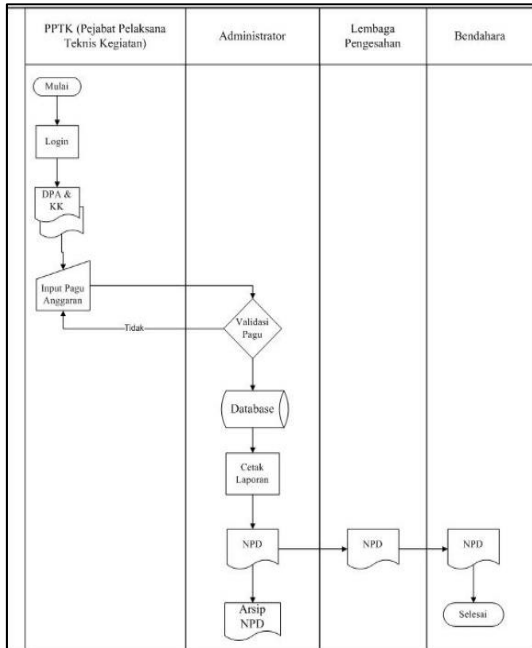 PPTK (Pejabat Pelaksana
Teknis Kegiatan)
Administrator
Lembaga
Pengesahan
Bendahara
Mulai
Login
DPA &
KK
Input Pagu
Anggaran
Tidak
Validasi
Pagu
Database
Cetak
Laporan
NPD
NPD
NPD
Arsip
NPD
Selesai